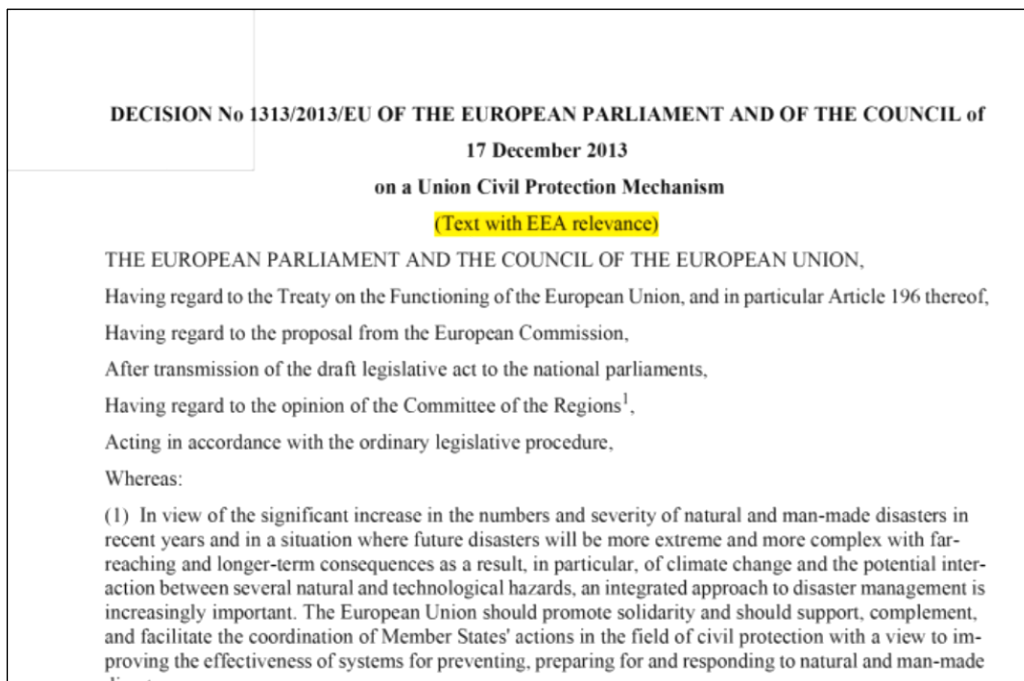 DECISION No 1313/2013/EU OF THE EUROPEAN PARLIAMENT AND OF THE COUNCIL of
17 December 2013
on a Union Civil Protection Mechanism
(Text with EEA relevance)
THE EUROPEAN PARLIAMENT AND THE COUNCIL OF THE EUROPEAN UNION,
Having regard to the Treaty on the Functioning of the European Union, and in particular Article 196 thereof,
Having regard to the proposal from the European Commission,
After transmission of the draft legislative act to the national parliaments,
Having regard to the opinion of the Committee of the Regions¹,
Acting in accordance with the ordinary legislative procedure,
Whereas:
(1) In view of the significant increase in the numbers and severity of natural and man-made disasters in
recent years and in a situation where future disasters will be more extreme and more complex with far-
reaching and longer-term consequences as a result, in particular, of climate change and the potential inter-
action between several natural and technological hazards, an integrated approach to disaster management is
increasingly important. The European Union should promote solidarity and should support, complement,
and facilitate the coordination of Member States' actions in the field of civil protection with a view to im-
proving the effectiveness of systems for preventing, preparing for and responding to natural and man-made